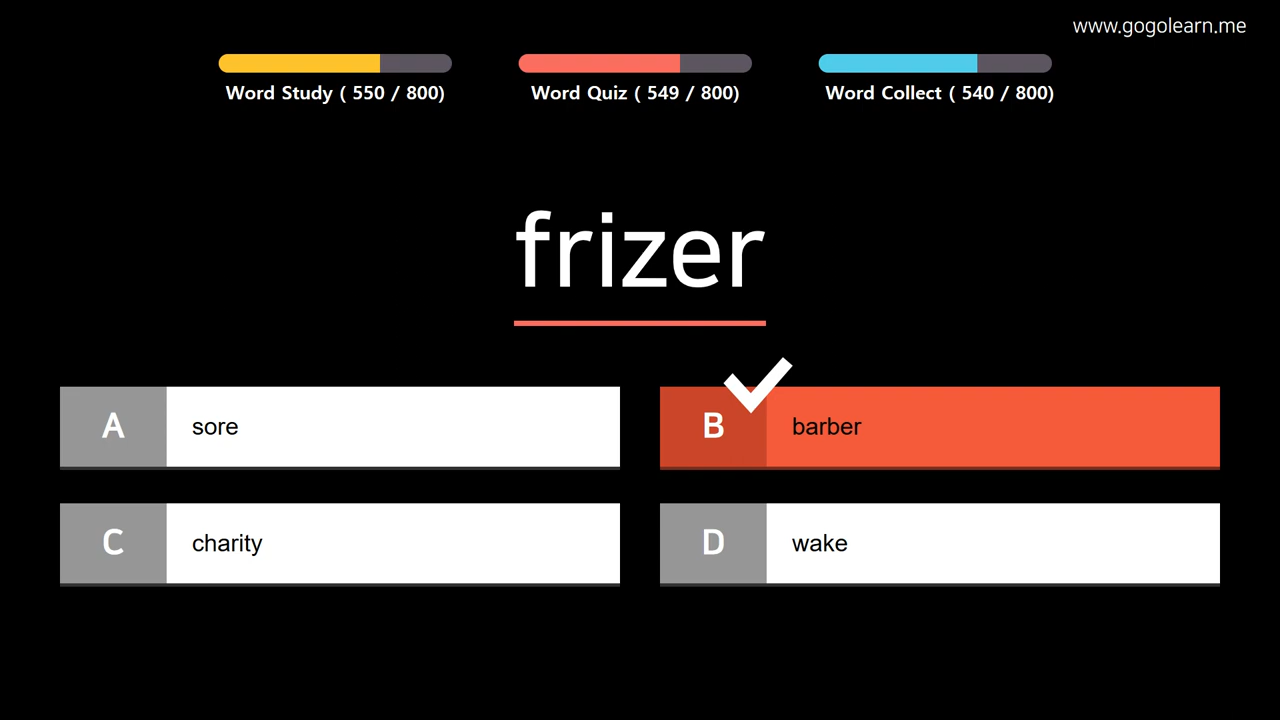 www.gogolearn.me
Word Study ( 550 / 800)
Word Quiz ( 549 / 800)
Word Collect ( 540 / 800)
frizer
A sore
B barber
C charity
D wake